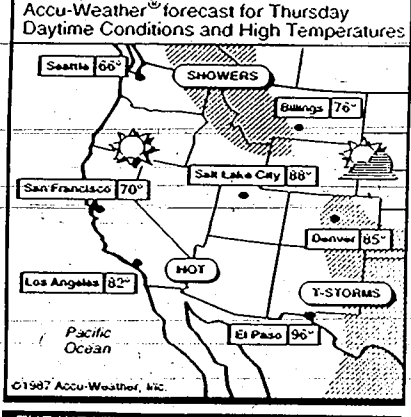 Accu-Weather® forecast for Thursday
Daytime Conditions and High Temperatures
Seattle 66°
SHOWERS
Billings 76°
Salt Lake City 88°
San Francisco 70°
Denver 85°
HOT
Los Angeles 82°
T-STORMS
El Paso 96°
Pacific
Ocean
©1987 Accu-Weather, Inc.